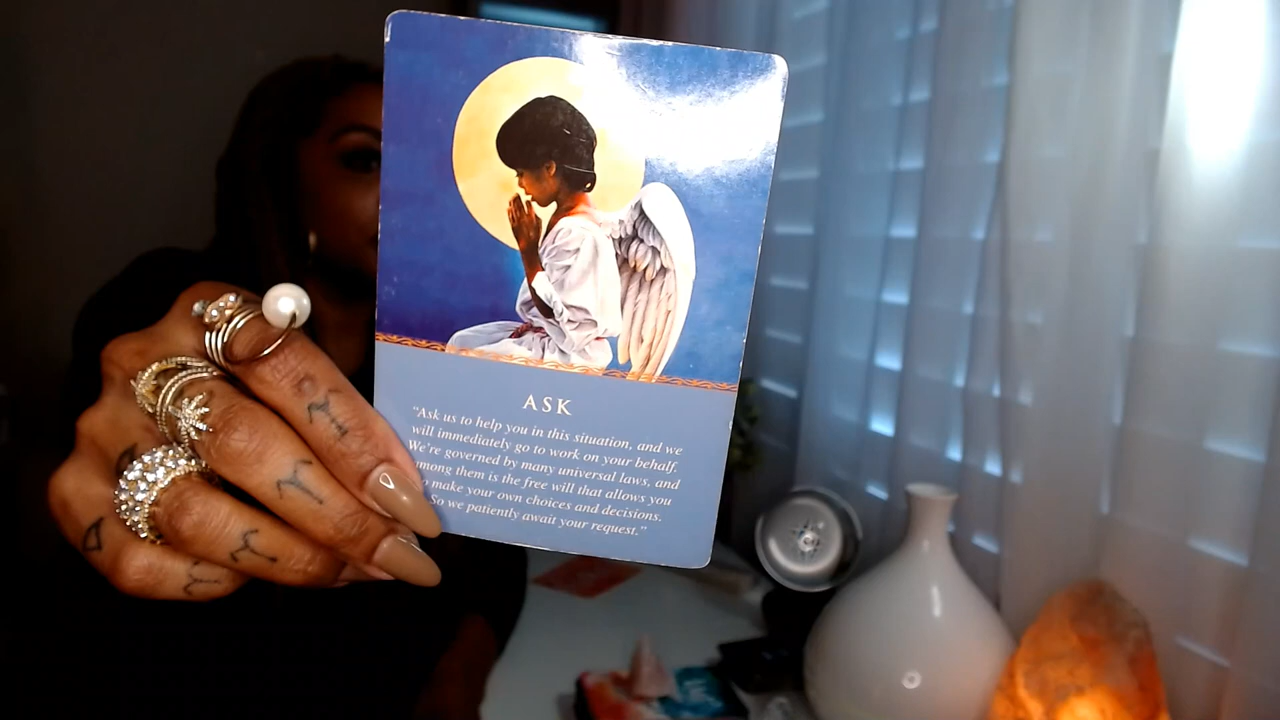 ASK
"Ask us to help you in this situation, and we
will immediately go to work on your behalf.
We're governed by many universal laws, and
among them is the free will that allows you
o make your own choices and decisions.
So we patiently await your request."